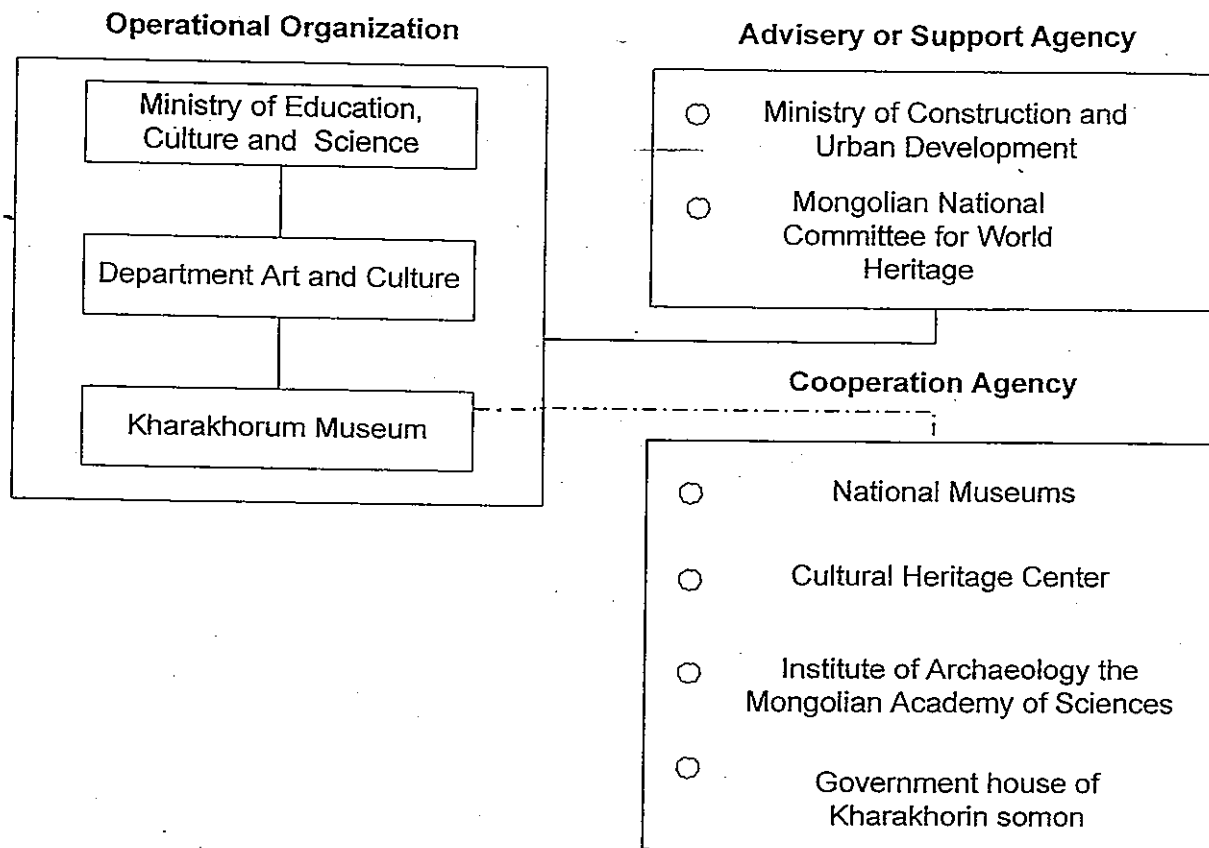 Operational Organization
Ministry of Education,
Culture and Science
Department Art and Culture
Kharakhorum Museum
Advisery or Support Agency
Ministry of Construction and
Urban Development
Mongolian National
Committee for World
Heritage
Cooperation Agency
National Museums
Cultural Heritage Center
Institute of Archaeology the
Mongolian Academy of Sciences
Government house of
Kharakhorin somon